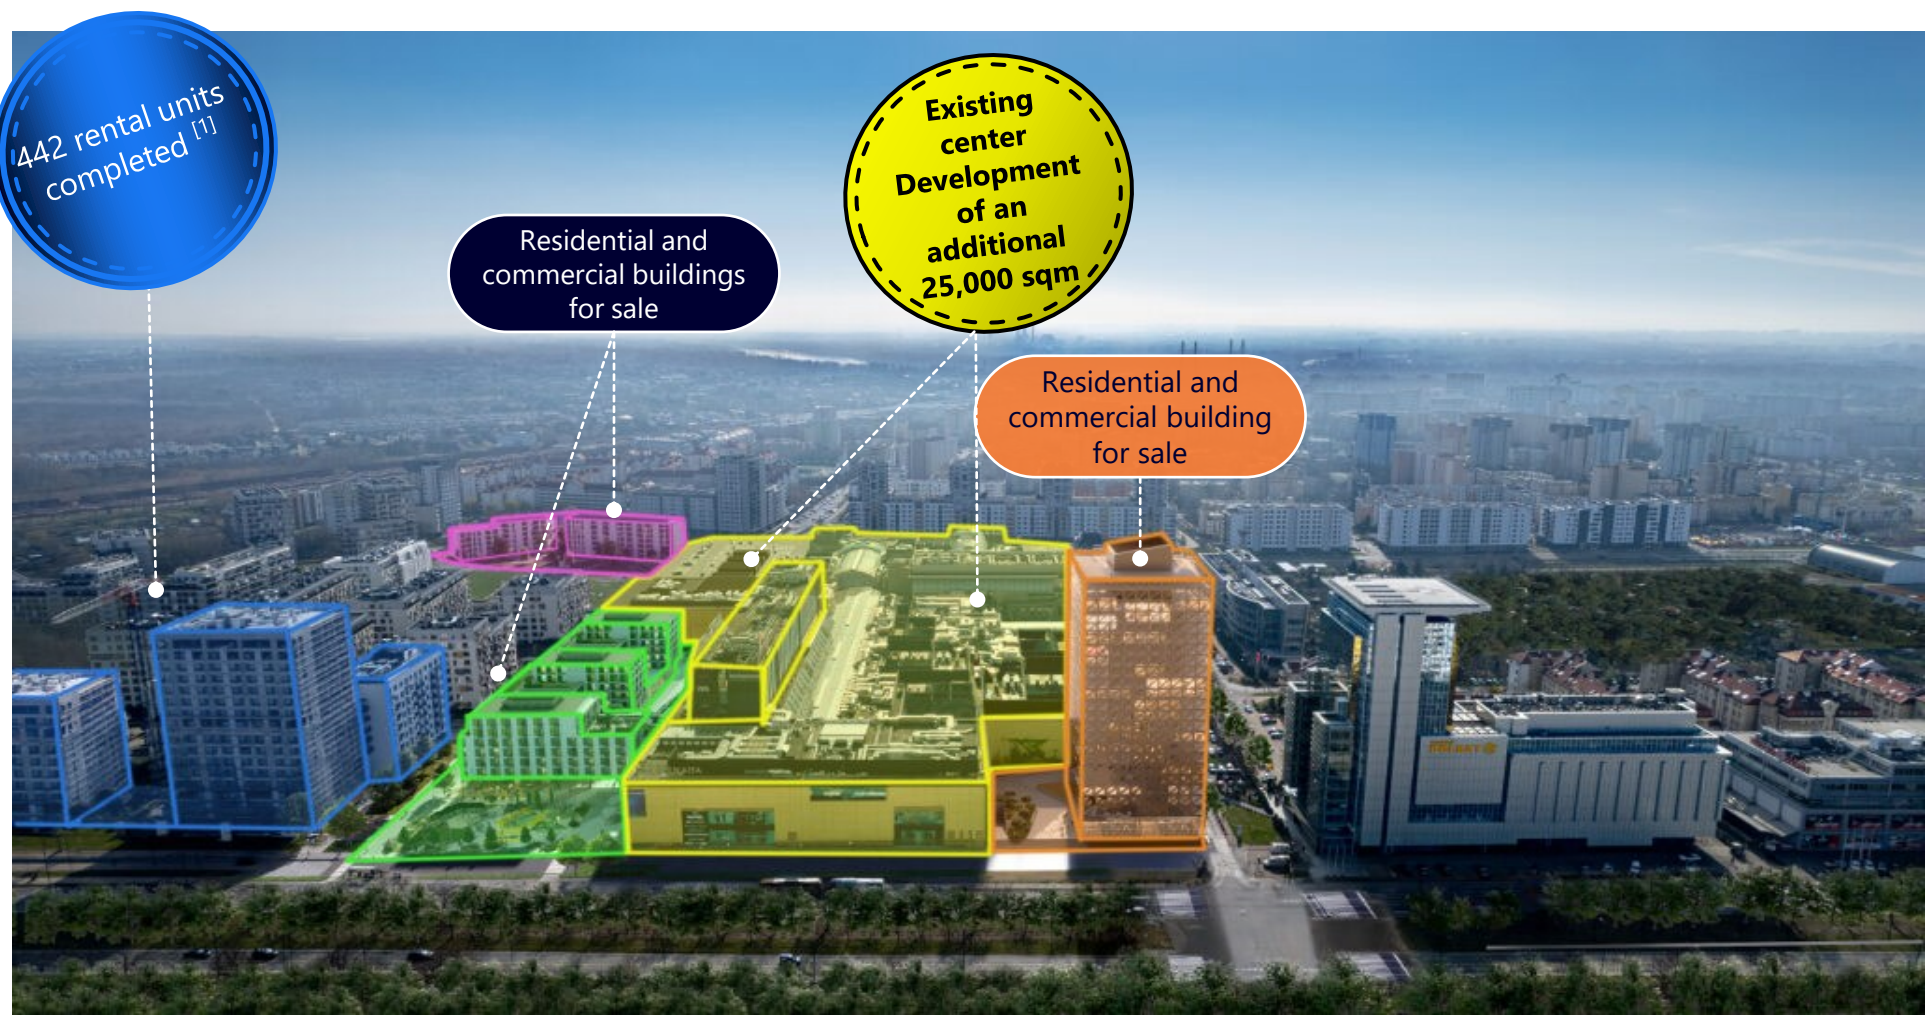 442 rental units
completed [1]
Existing
center
Development
of an
additional
25,000 sqm
Residential and
commercial buildings
for sale
Residential and
commercial building
for sale